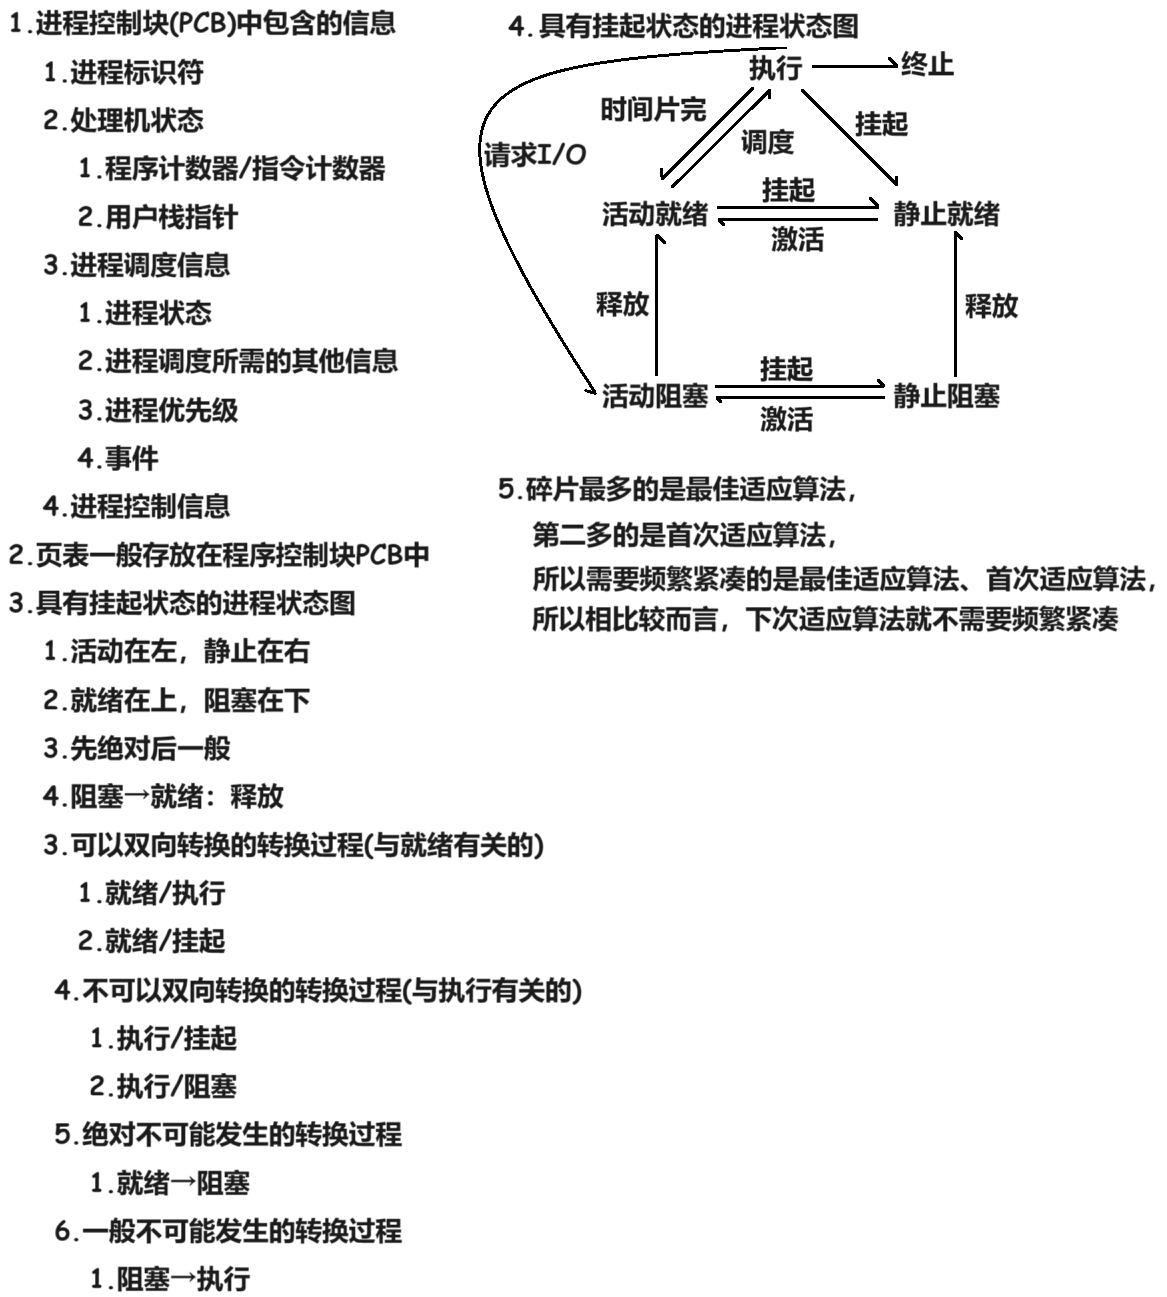 1.进程控制块(PCB)中包含的信息
1.进程标识符
2.处理机状态
1.程序计数器/指令计数器
2.用户栈指针
3.进程调度信息
1.进程状态
2.进程调度所需的其他信息
3.进程优先级
4.事件
4.进程控制信息
2.页表一般存放在程序控制块PCB中
3.具有挂起状态的进程状态图
1.活动在左，静止在右
2.就绪在上，阻塞在下
3.先绝对后一般
4.阻塞→就绪：释放
3.可以双向转换的转换过程(与就绪有关的)
1.就绪/执行
2.就绪/挂起
4.不可以双向转换的转换过程(与执行有关的)
1.执行/挂起
2.执行/阻塞
5.绝对不可能发生的转换过程
1.就绪→阻塞
6.一般不可能发生的转换过程
1.阻塞→执行
4.具有挂起状态的进程状态图
执行
终止
时间片完
调度
挂起
请求I/O
活动就绪
挂起
激活
静止就绪
释放
释放
活动阻塞
挂起
激活
静止阻塞
5.碎片最多的是最佳适应算法，
第二多的是首次适应算法，
所以需要频繁紧凑的是最佳适应算法、首次适应算法，
所以相比较而言，下次适应算法就不需要频繁紧凑